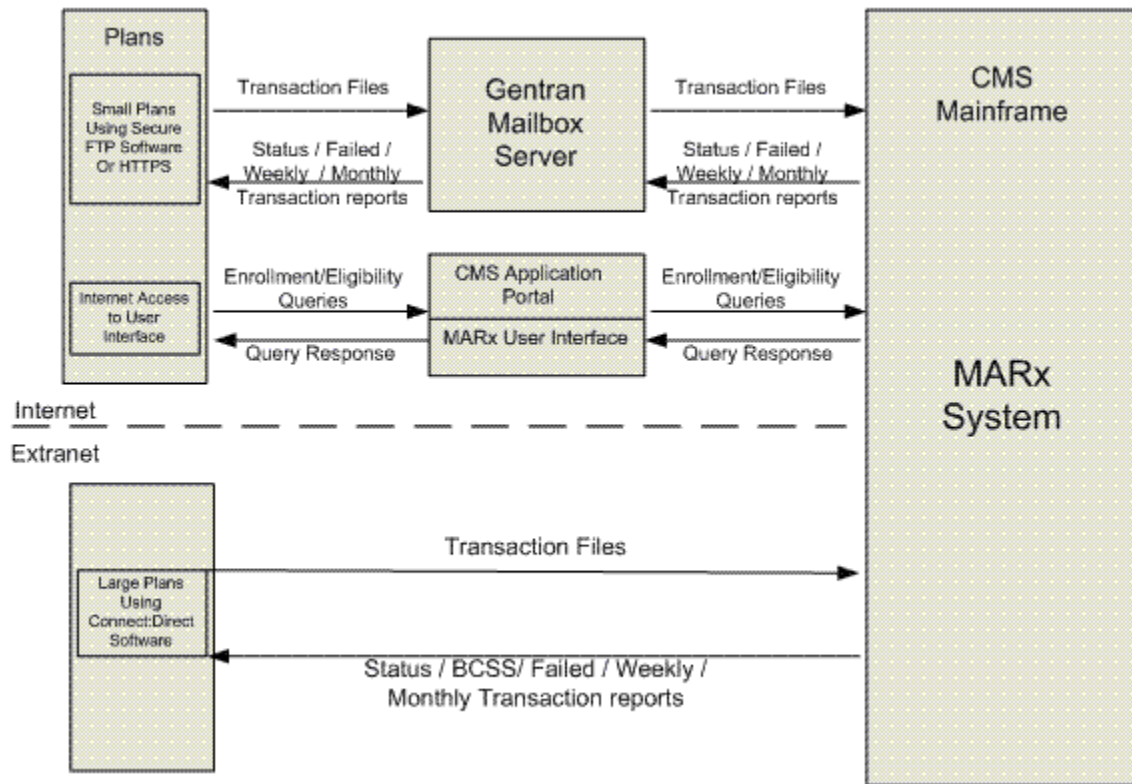 Plans
Small Plans
Using Secure
FTP Software
Or HTTPS
Transaction Files
Status / Failed /
Weekly / Monthly
Transaction reports
Gentran
Mailbox
Server
Transaction Files
Status / Failed /
Weekly / Monthly
Transaction reports
CMS
Mainframe
Internet Access
to User
Interface
Enrollment/Eligibility
Queries
Query Response
CMS Application
Portal
MARx User Interface
Enrollment/Eligibility
Queries
Query Response
MARx
System
Internet
Extranet
Large Plans
Using
Connect:Direct
Software
Transaction Files
Status / BCSS/ Failed / Weekly /
Monthly Transaction reports